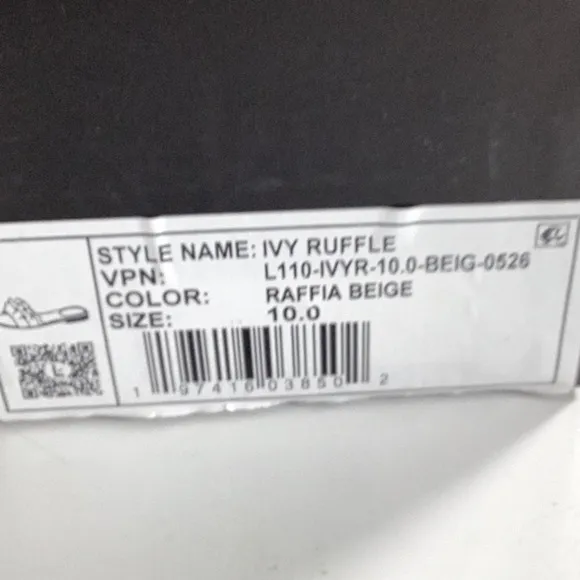 STYLE NAME: IVY RUFFLE
VPN: L110-IVYR-10.0-BEIG-0526
COLOR: RAFFIA BEIGE
SIZE: 10.0
1 97416 03850 2